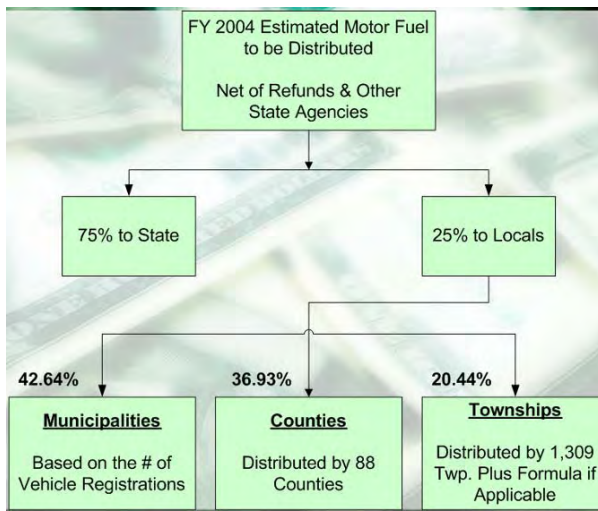 FY 2004 Estimated Motor Fuel
to be Distributed
Net of Refunds & Other
State Agencies
75% to State
25% to Locals
42.64%
36.93%
20.44%
Municipalities
Based on the # of
Vehicle Registrations
Counties
Distributed by 88
Counties
Townships
Distributed by 1,309
Twp. Plus Formula if
Applicable